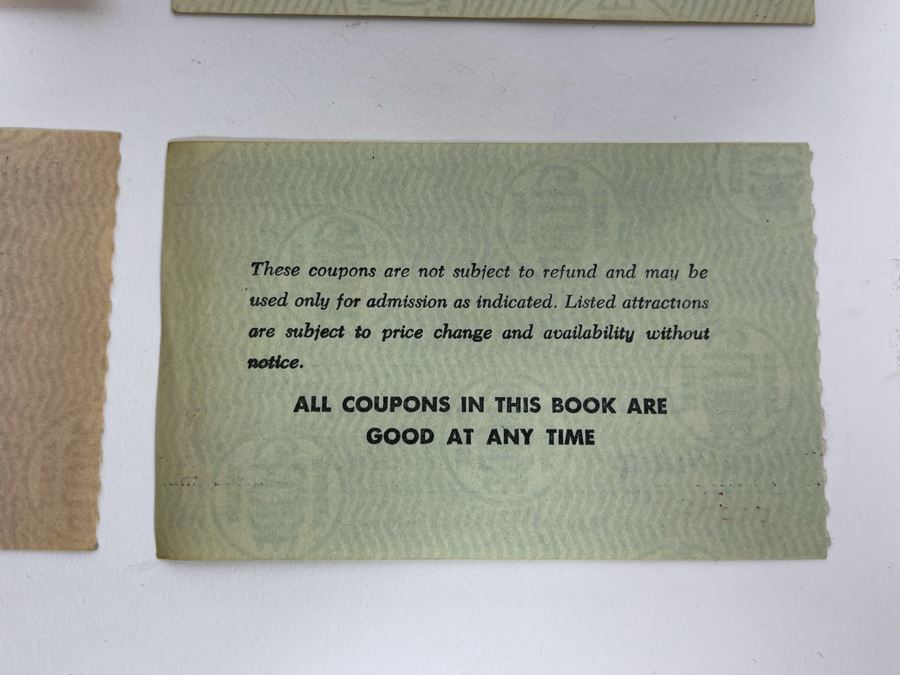 These coupons are not subject to refund and may be
used only for admission as indicated. Listed attractions
are subject to price change and availability without
notice.
ALL COUPONS IN THIS BOOK ARE
GOOD AT ANY TIME